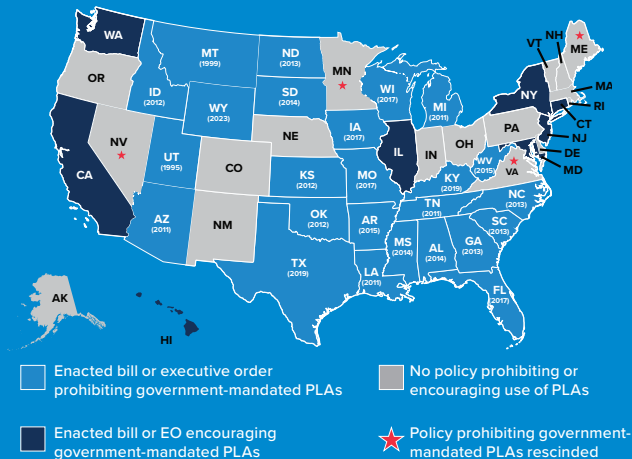 WA
OR
CA
NV
ID
(2012)
MT
(1999)
WY
(2023)
UT
(1995)
AZ
(2011)
CO
NM
ND
(2013)
SD
(2014)
NE
KS
(2012)
OK
(2012)
TX
(2019)
MN
IA
(2017)
MO
(2017)
AR
(2015)
LA
(2011)
WI
(2017)
IL
MI
(2011)
IN
OH
KY
(2019)
TN
(2011)
MS
(2014)
AL
(2014)
GA
(2013)
FL
(2017)
SC
(2013)
NC
(2013)
WV
(2015)
VA
PA
NY
VT
NH
ME
MA
RI
CT
NJ
DE
MD
AK
HI
Enacted bill or executive order
prohibiting government-mandated PLAs
No policy prohibiting or
encouraging use of PLAs
Enacted bill or EO encouraging
government-mandated PLAs
Policy prohibiting government-
mandated PLAs rescinded